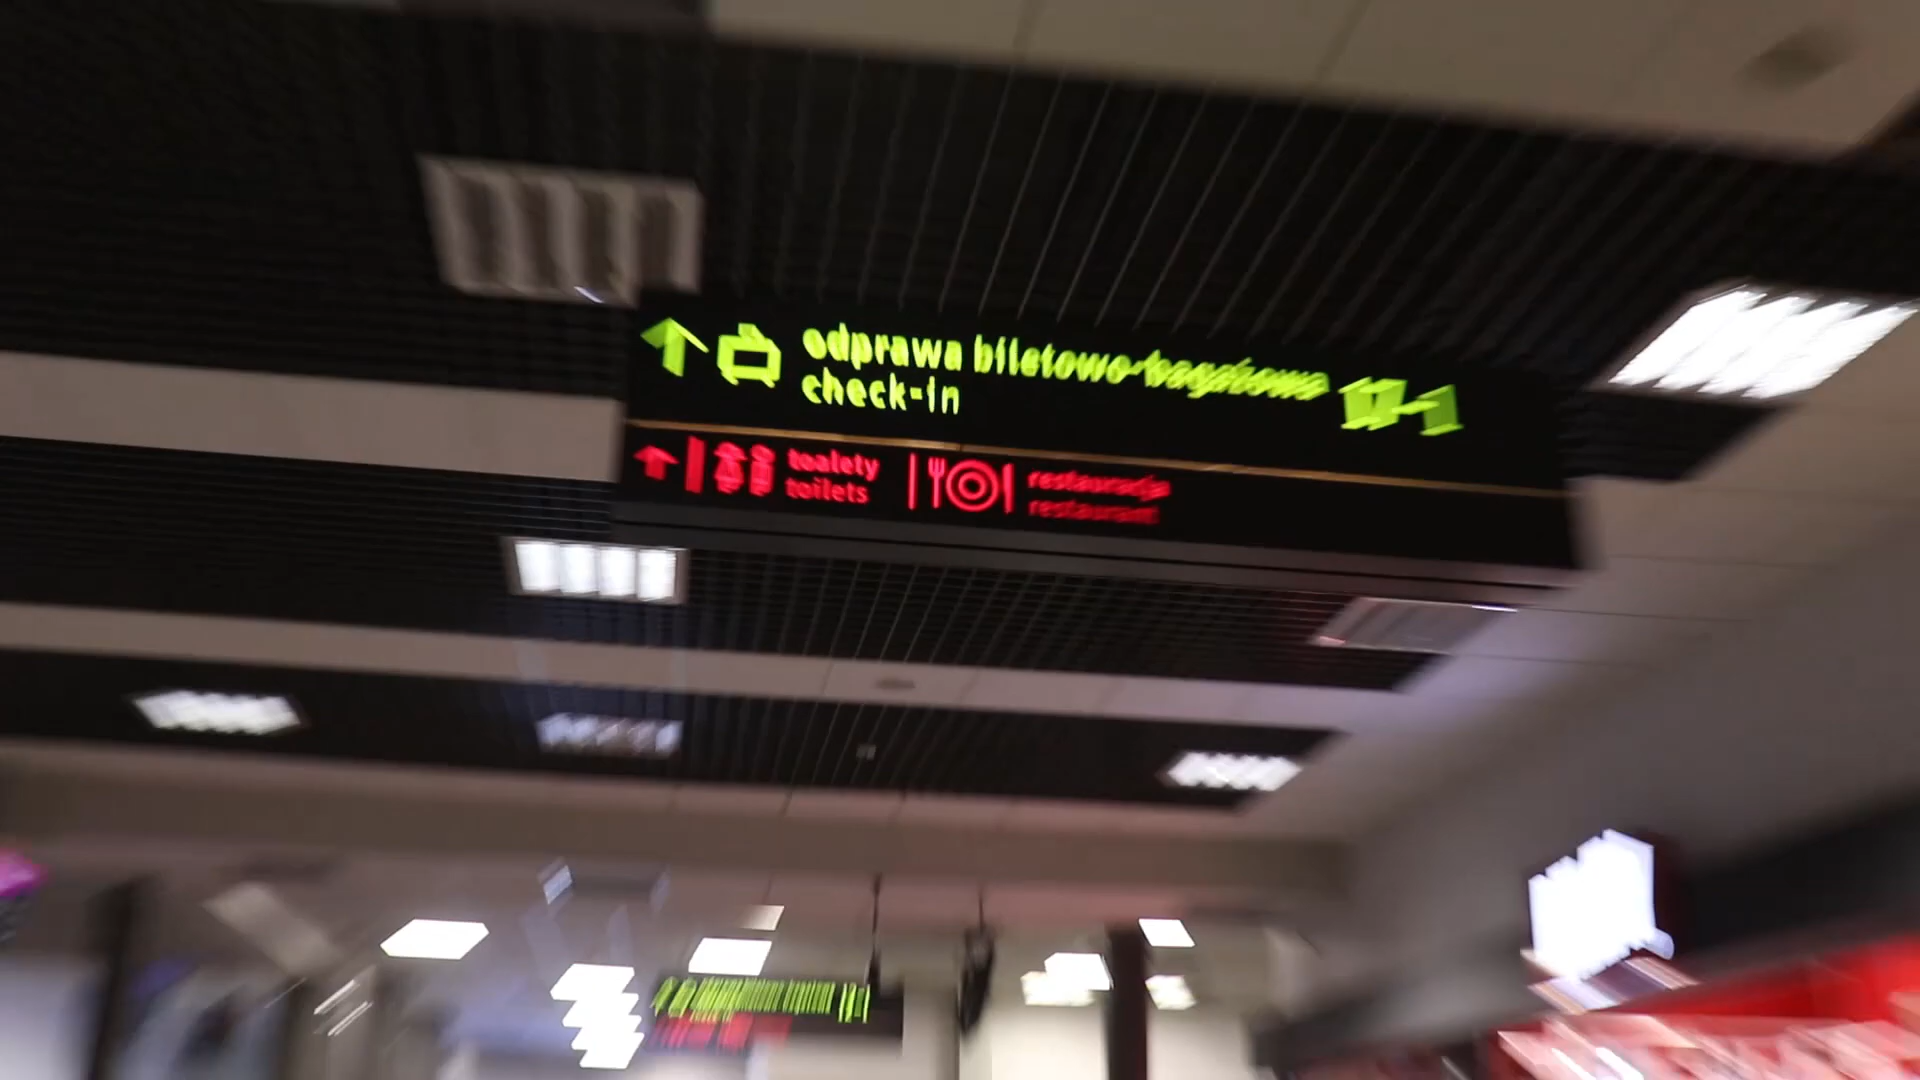 odprawa biletowo-bagażowa
check-in
toalety
toilets
restauracja
restaurant